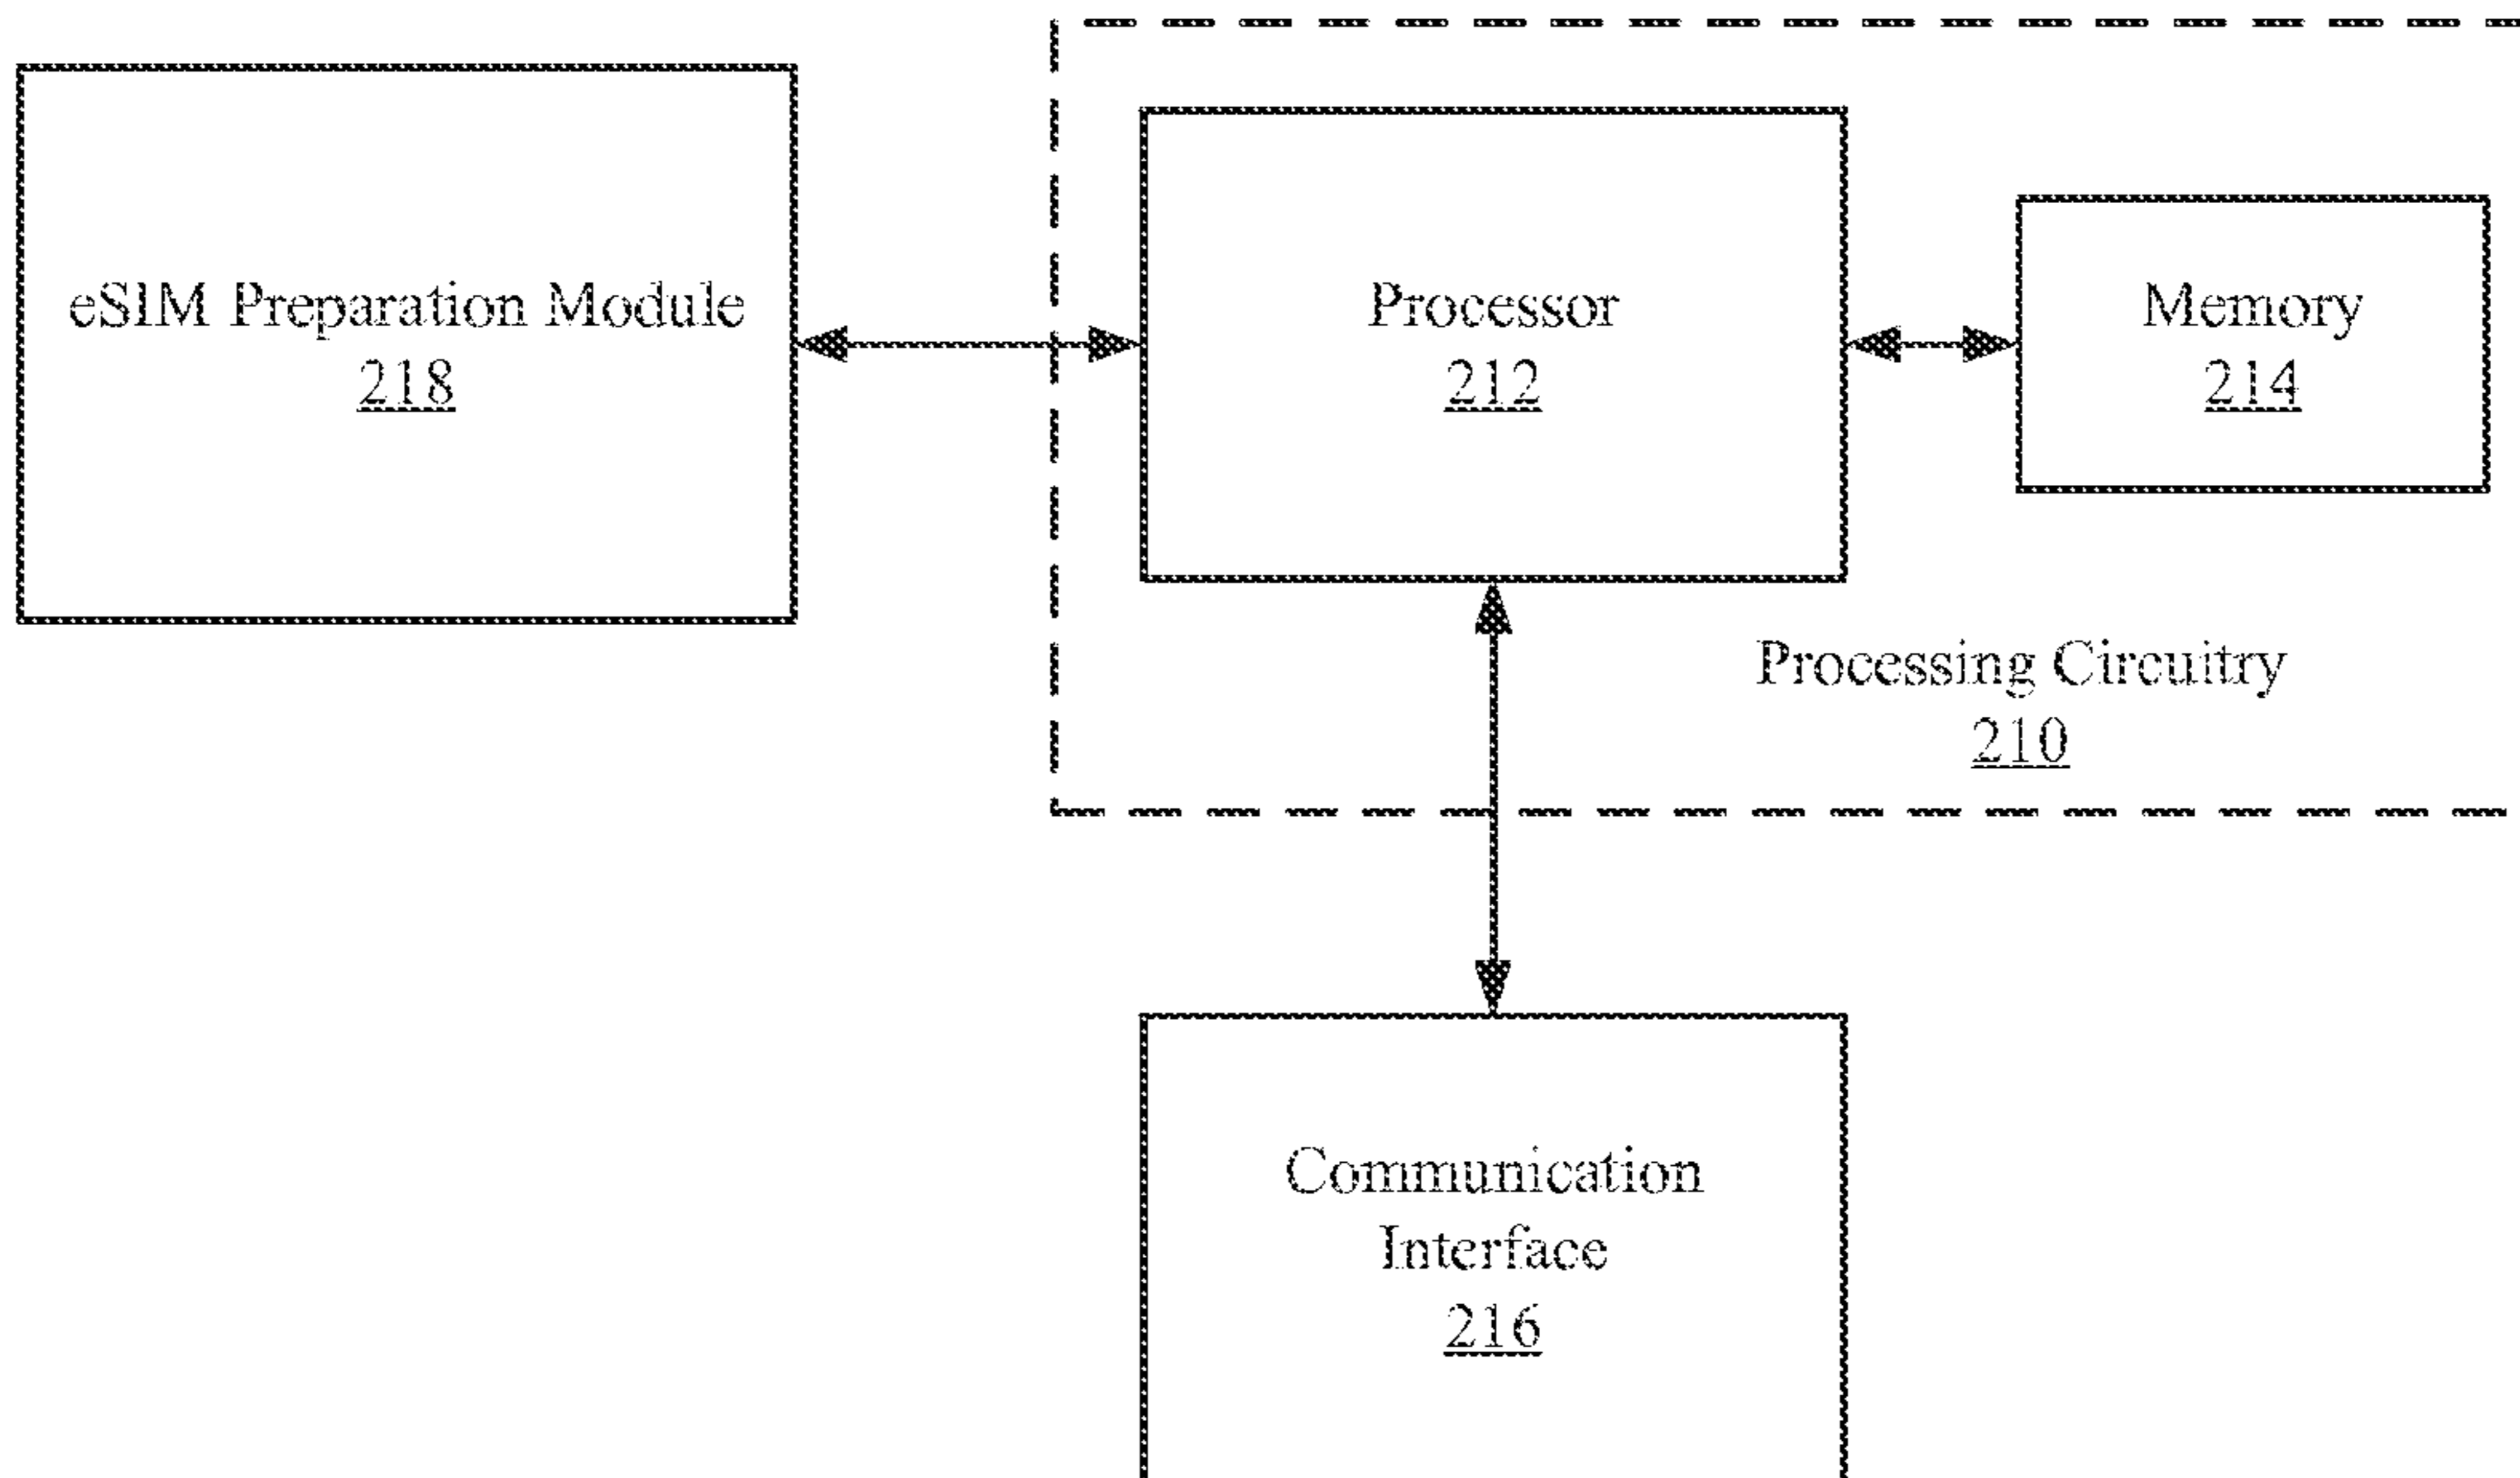 eSIM Preparation Module
218
Processor
212
Memory
214
Processing Circuitry
210
Communication
Interface
216